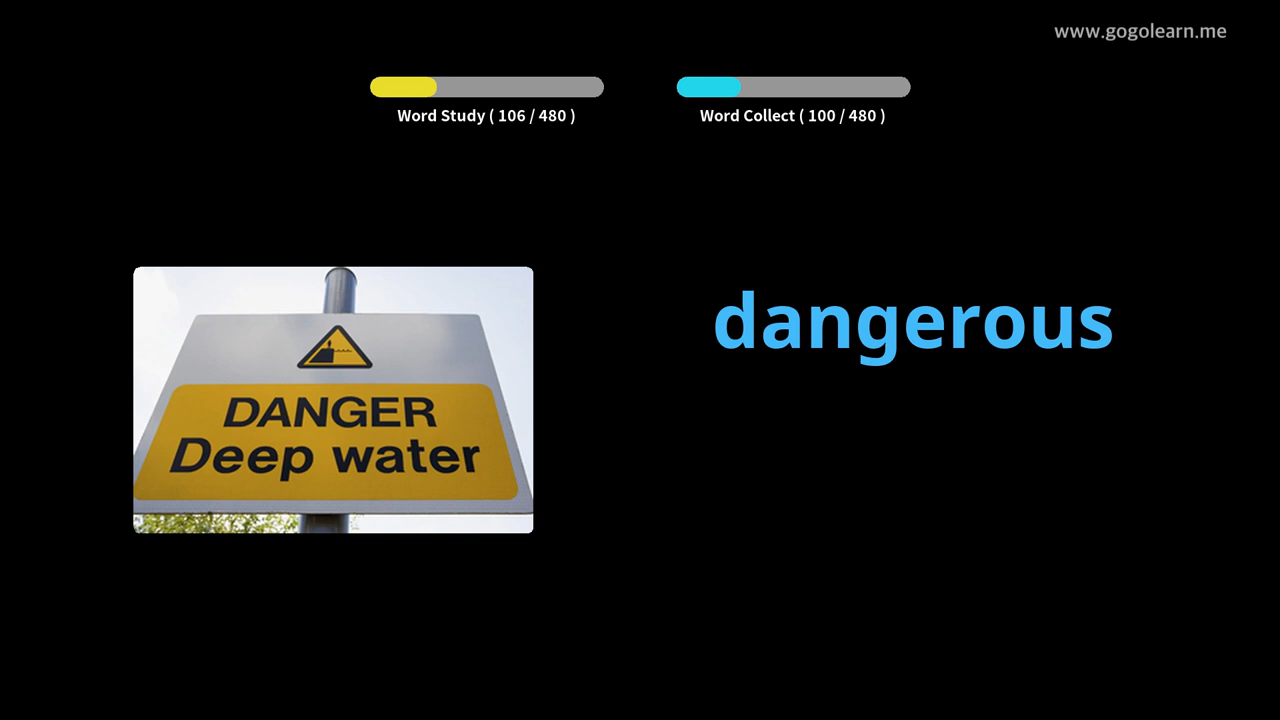 www.gogolearn.me
Word Study ( 106 / 480 )
Word Collect ( 100 / 480 )
DANGER
Deep water
dangerous